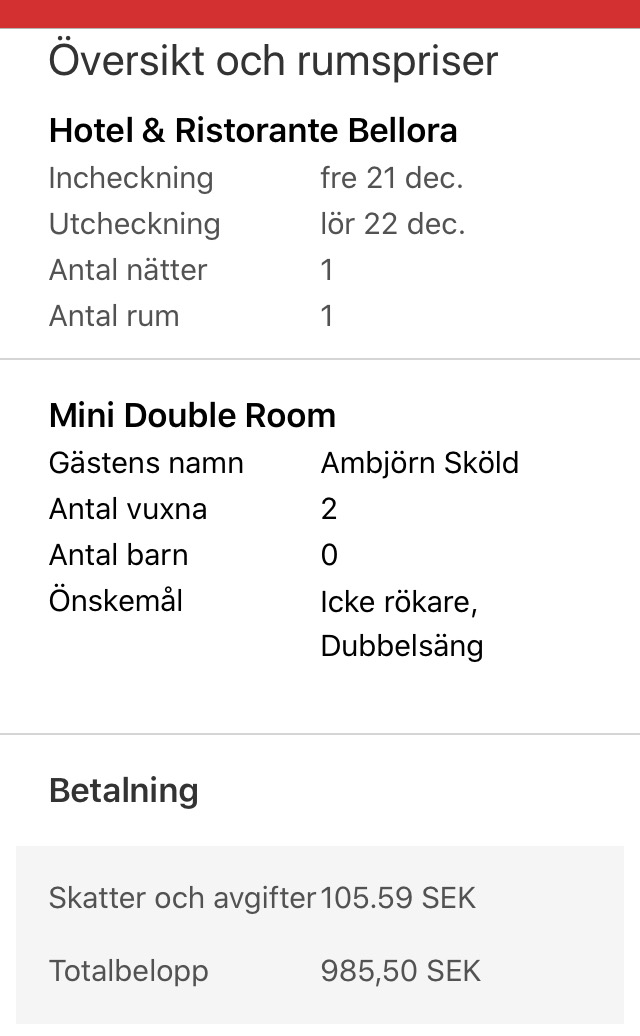 Översikt och rumspriser
Hotel & Ristorante Bellora
Incheckning fre 21 dec.
Utcheckning lör 22 dec.
Antal nätter 1
Antal rum 1
Mini Double Room
Gästens namn Ambjörn Sköld
Antal vuxna 2
Antal barn 0
Önskemål Icke rökare,
Dubbelsäng
Betalning
Skatter och avgifter 105.59 SEK
Totalbelopp 985,50 SEK